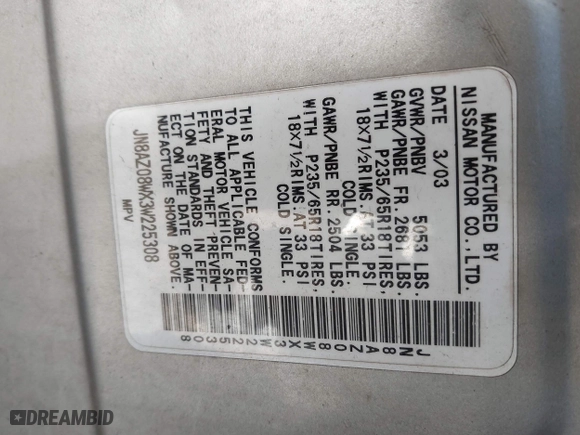 MANUFACTURED BY
NISSAN MOTOR CO.,LTD.
DATE 3/03
GVWR/PNBV 5053 LBS.
GAWR/PNBE FR. 2681 LBS.
WITH P235/65R18TIRES,
18X7½RIMS.AT 33 PSI
COLD SINGLE.
GAWR/PNBE RR. 2504 LBS.
WITH P235/65R18TIRES,
18X7½RIMS.AT 33 PSI
COLD SINGLE.
THIS VEHICLE CONFORMS
TO ALL APPLICABLE FED-
ERAL MOTOR VEHICLE SA-
FETY AND THEFT PREVEN-
TION STANDARDS IN EFF-
ECT ON THE DATE OF MA-
NUFACTURE SHOWN ABOVE.
JN8AZ08WX3W225308
MPV
JN8AZ08WX3W225308
DREAMBID